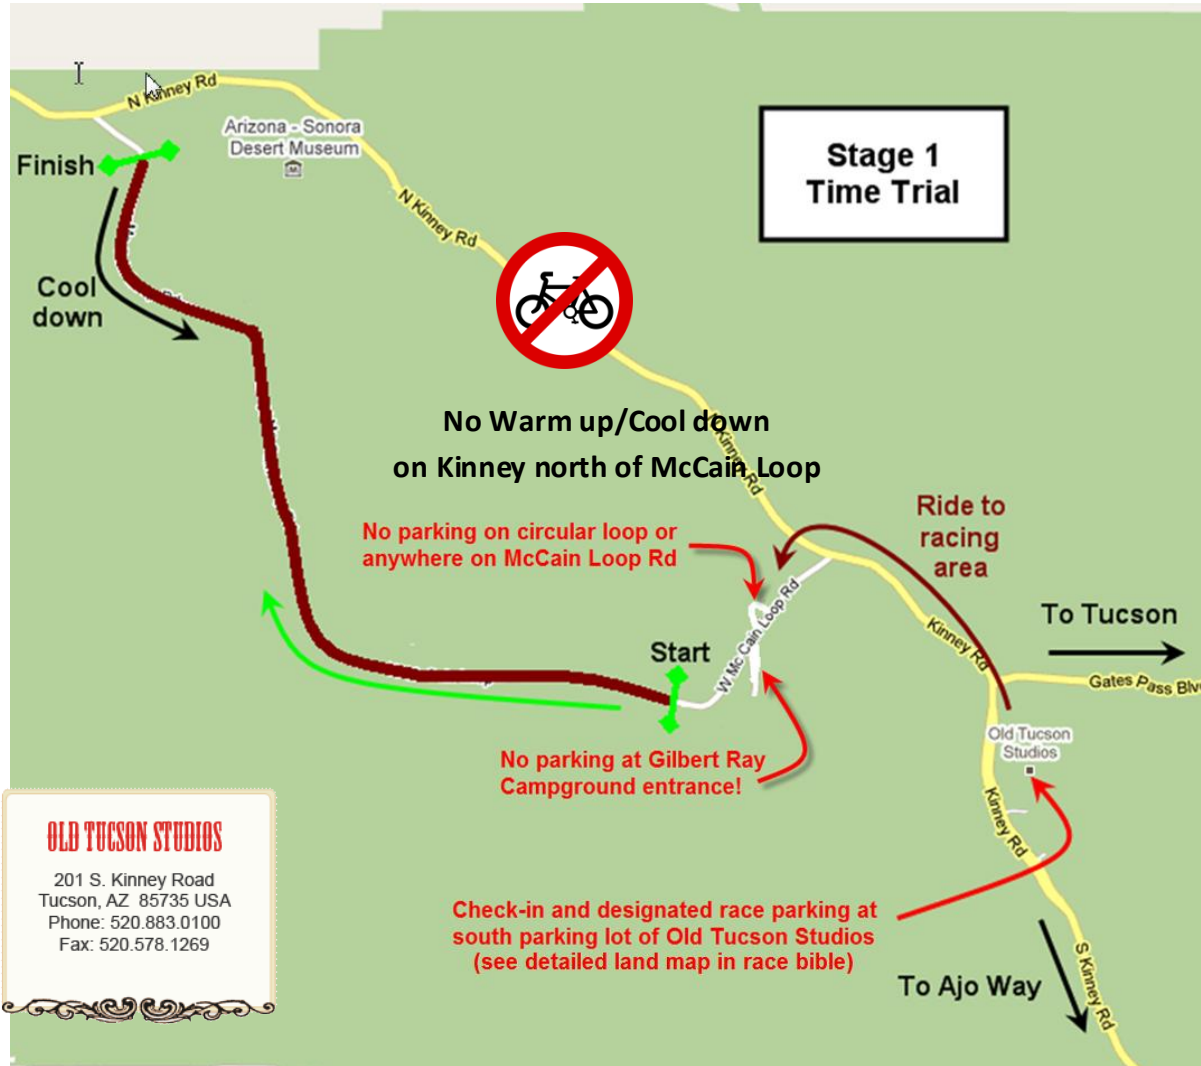 N Kinney Rd
Arizona - Sonora
Desert Museum
Stage 1
Time Trial
Finish
N Kinney Rd
Cool
down
No Warm up/Cool down
on Kinney north of McCain Loop
Kinney Rd
Ride to
racing
area
No parking on circular loop or
anywhere on McCain Loop Rd
W Mc Cain Loop Rd
To Tucson
Kinney Rd
Start
Gates Pass Blv
Old Tucson
Studios
No parking at Gilbert Ray
Campground entrance!
Kinney Rd
OLD TUCSON STUDIOS
201 S. Kinney Road
Tucson, AZ 85735 USA
Phone: 520.883.0100
Fax: 520.578.1269
Check-in and designated race parking at
south parking lot of Old Tucson Studios
(see detailed land map in race bible)
To Ajo Way
S Kinney Rd